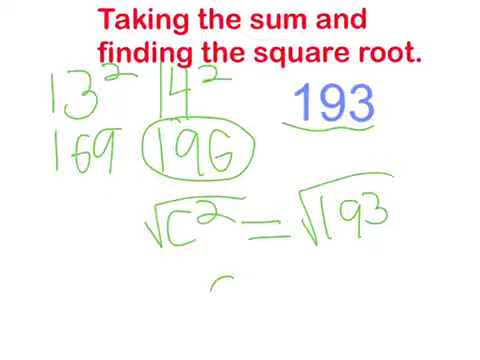 Taking the sum and
finding the square root.
13² 14²
193
169 196
√c² = √193
c